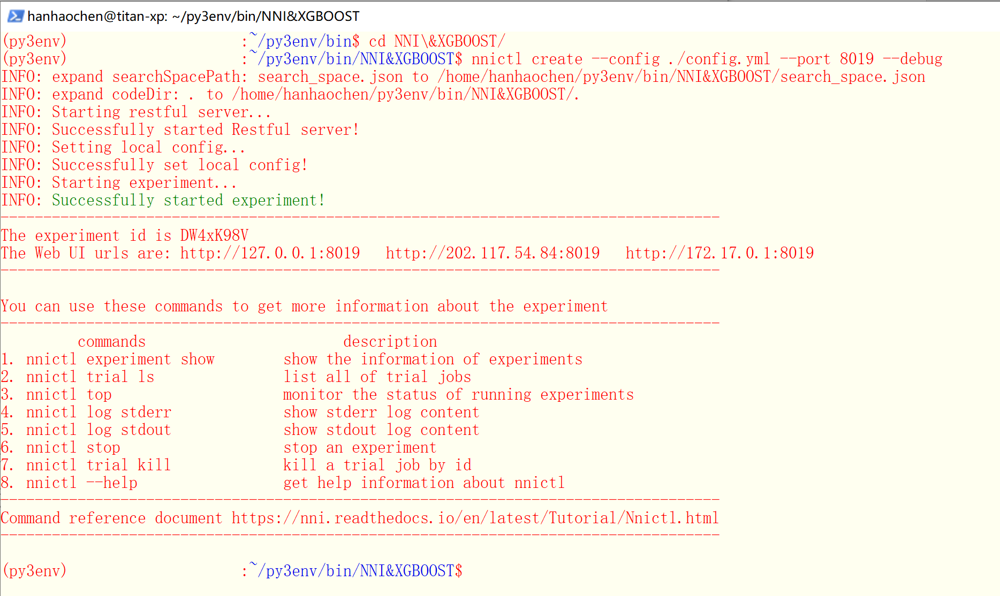 hanhaochen@titan-xp: ~/py3env/bin/NNI&XGBOOST
(py3env) :~/py3env/bin$ cd NNI\&XGBOOST/
(py3env) :~/py3env/bin/NNI&XGBOOST$ nnictl create --config ./config.yml --port 8019 --debug
INFO: expand searchSpacePath: search_space.json to /home/hanhaochen/py3env/bin/NNI&XGBOOST/search_space.json
INFO: expand codeDir: . to /home/hanhaochen/py3env/bin/NNI&XGBOOST/.
INFO: Starting restful server...
INFO: Successfully started Restful server!
INFO: Setting local config...
INFO: Successfully set local config!
INFO: Starting experiment...
INFO: Successfully started experiment!
------------------------------------------------------------------------------------
The experiment id is DW4xK98V
The Web UI urls are: http://127.0.0.1:8019 http://202.117.54.84:8019 http://172.17.0.1:8019
------------------------------------------------------------------------------------
You can use these commands to get more information about the experiment
------------------------------------------------------------------------------------
commands description
1. nnictl experiment show show the information of experiments
2. nnictl trial ls list all of trial jobs
3. nnictl top monitor the status of running experiments
4. nnictl log stderr show stderr log content
5. nnictl log stdout show stdout log content
6. nnictl stop stop an experiment
7. nnictl trial kill kill a trial job by id
8. nnictl --help get help information about nnictl
------------------------------------------------------------------------------------
Command reference document https://nni.readthedocs.io/en/latest/Tutorial/Nnictl.html
------------------------------------------------------------------------------------
(py3env) :~/py3env/bin/NNI&XGBOOST$